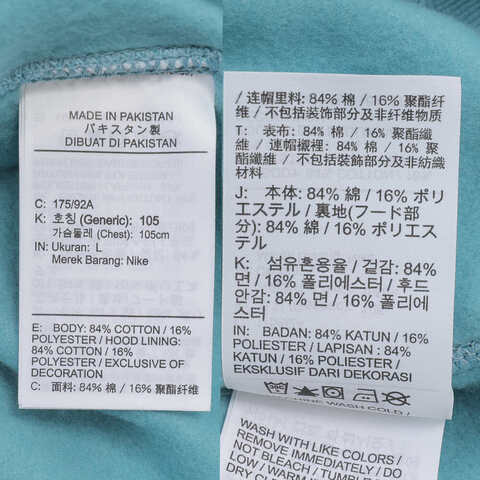 MADE IN PAKISTAN
パキスタン製
DIBUAT DI PAKISTAN
C: 175/92A
K: 호칭 (Generic): 105
가슴둘레 (Chest): 105cm
IN: Ukuran: L
Merek Barang: Nike
E: BODY: 84% COTTON / 16%
POLYESTER / HOOD LINING:
84% COTTON / 16%
POLYESTER / EXCLUSIVE OF
DECORATION
C: 面料: 84% 棉 / 16% 聚酯纤维
/ 连帽里料: 84% 棉 / 16% 聚酯纤
维 / 不包括装饰部分及非纤维物质
T: 表布: 84% 棉 / 16% 聚酯纖
維 / 連帽襯裡: 84% 棉 / 16% 聚酯
纖維 / 不包括裝飾部分及非紡織
材料
J: 本体: 84% 綿 / 16% ポリ
エステル / 裏地(フード部
分): 84% 綿 / 16% ポリエス
テル
K: 섬유혼용율 / 겉감: 84%
면 / 16% 폴리에스터 / 후드
안감: 84% 면 / 16% 폴리에
스터
IN: BADAN: 84% KATUN / 16%
POLIESTER / LAPISAN : 84%
KATUN / 16% POLIESTER /
EKSKLUSIF DARI DEKORASI
MACHINE WASH COLD /
WASH WITH LIKE COLORS /
REMOVE IMMEDIATELY / DO
NOT BLEACH / TUMBLE
DRY LOW / WARM